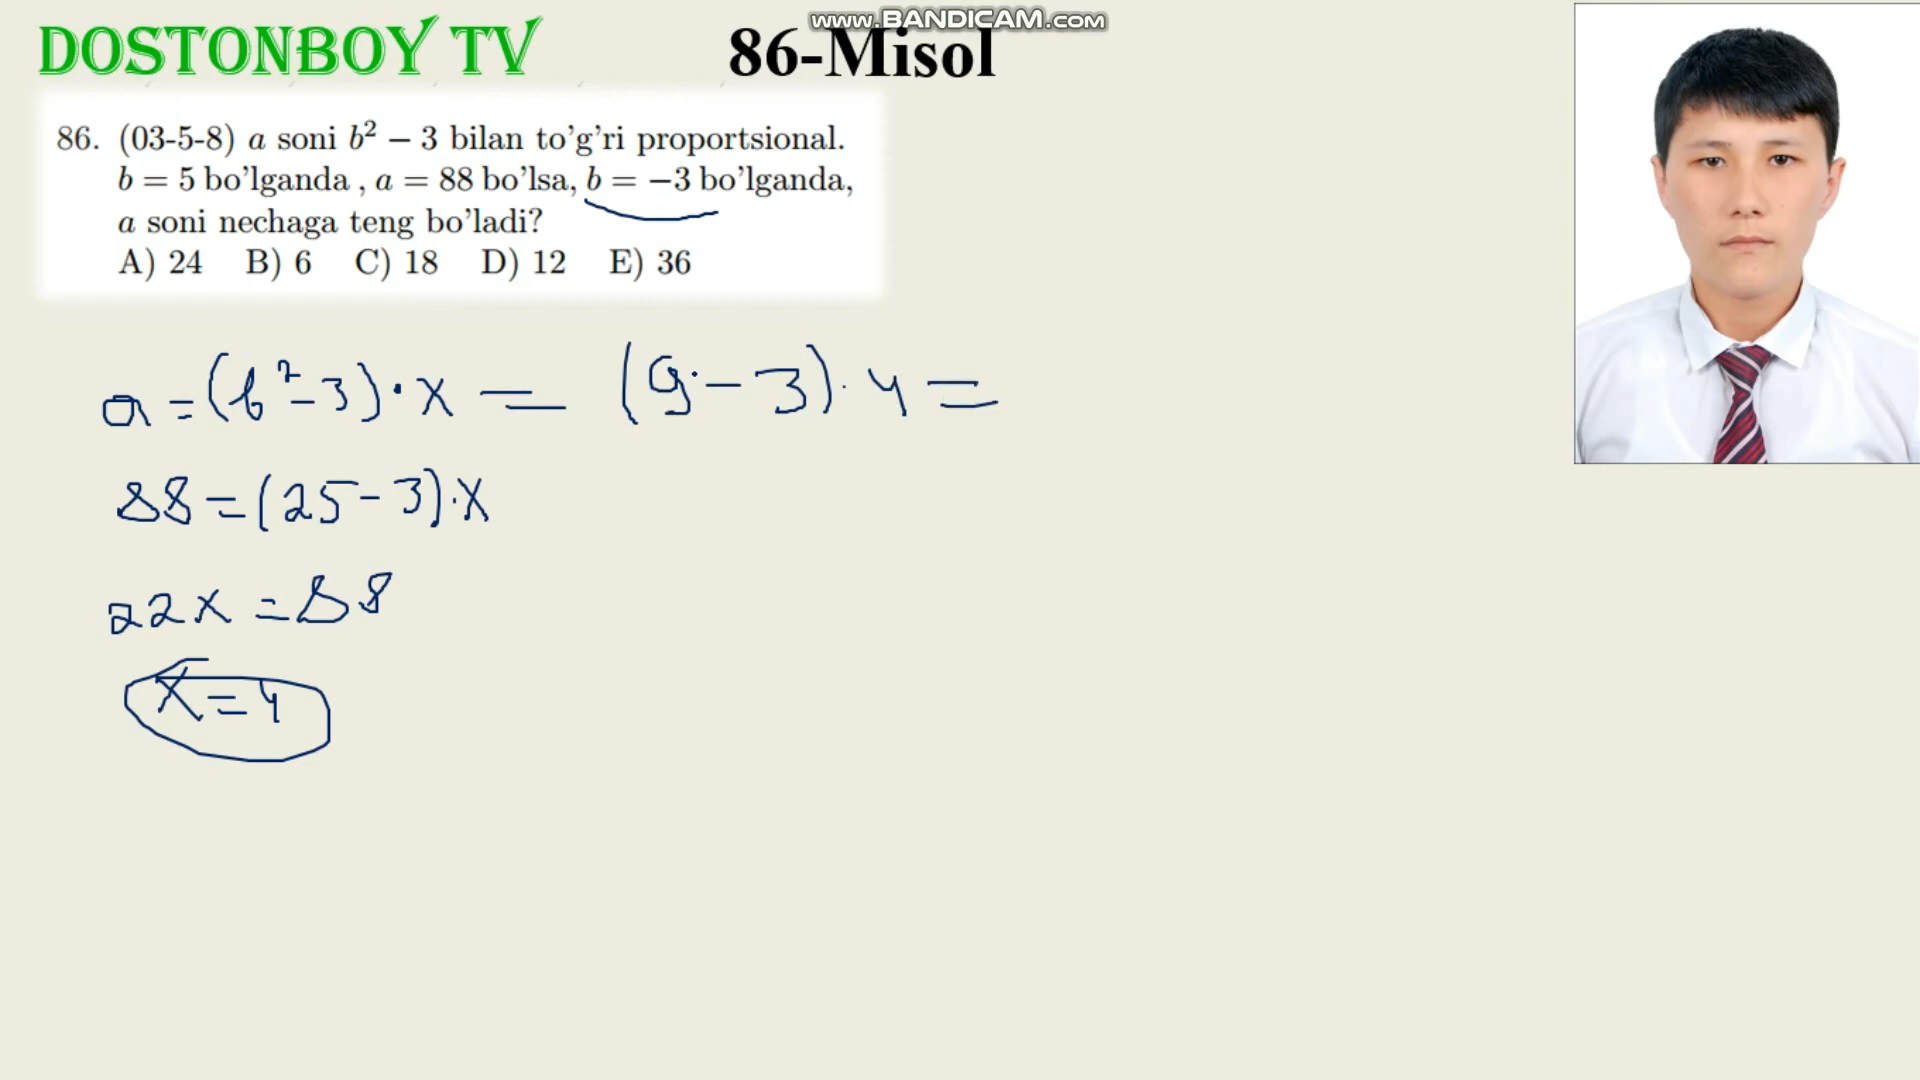 www.BANDICAM.com
DOSTONBOY TV
86-Misol
86. (03-5-8) a soni b² − 3 bilan to’g’ri proportsional.
b = 5 bo’lganda , a = 88 bo’lsa, b = −3 bo’lganda,
a soni nechaga teng bo’ladi?
A) 24 B) 6 C) 18 D) 12 E) 36
a = (b² − 3) · x = (9 − 3) · 4 =
88 = (25 − 3) · x
22x = 88
x = 4